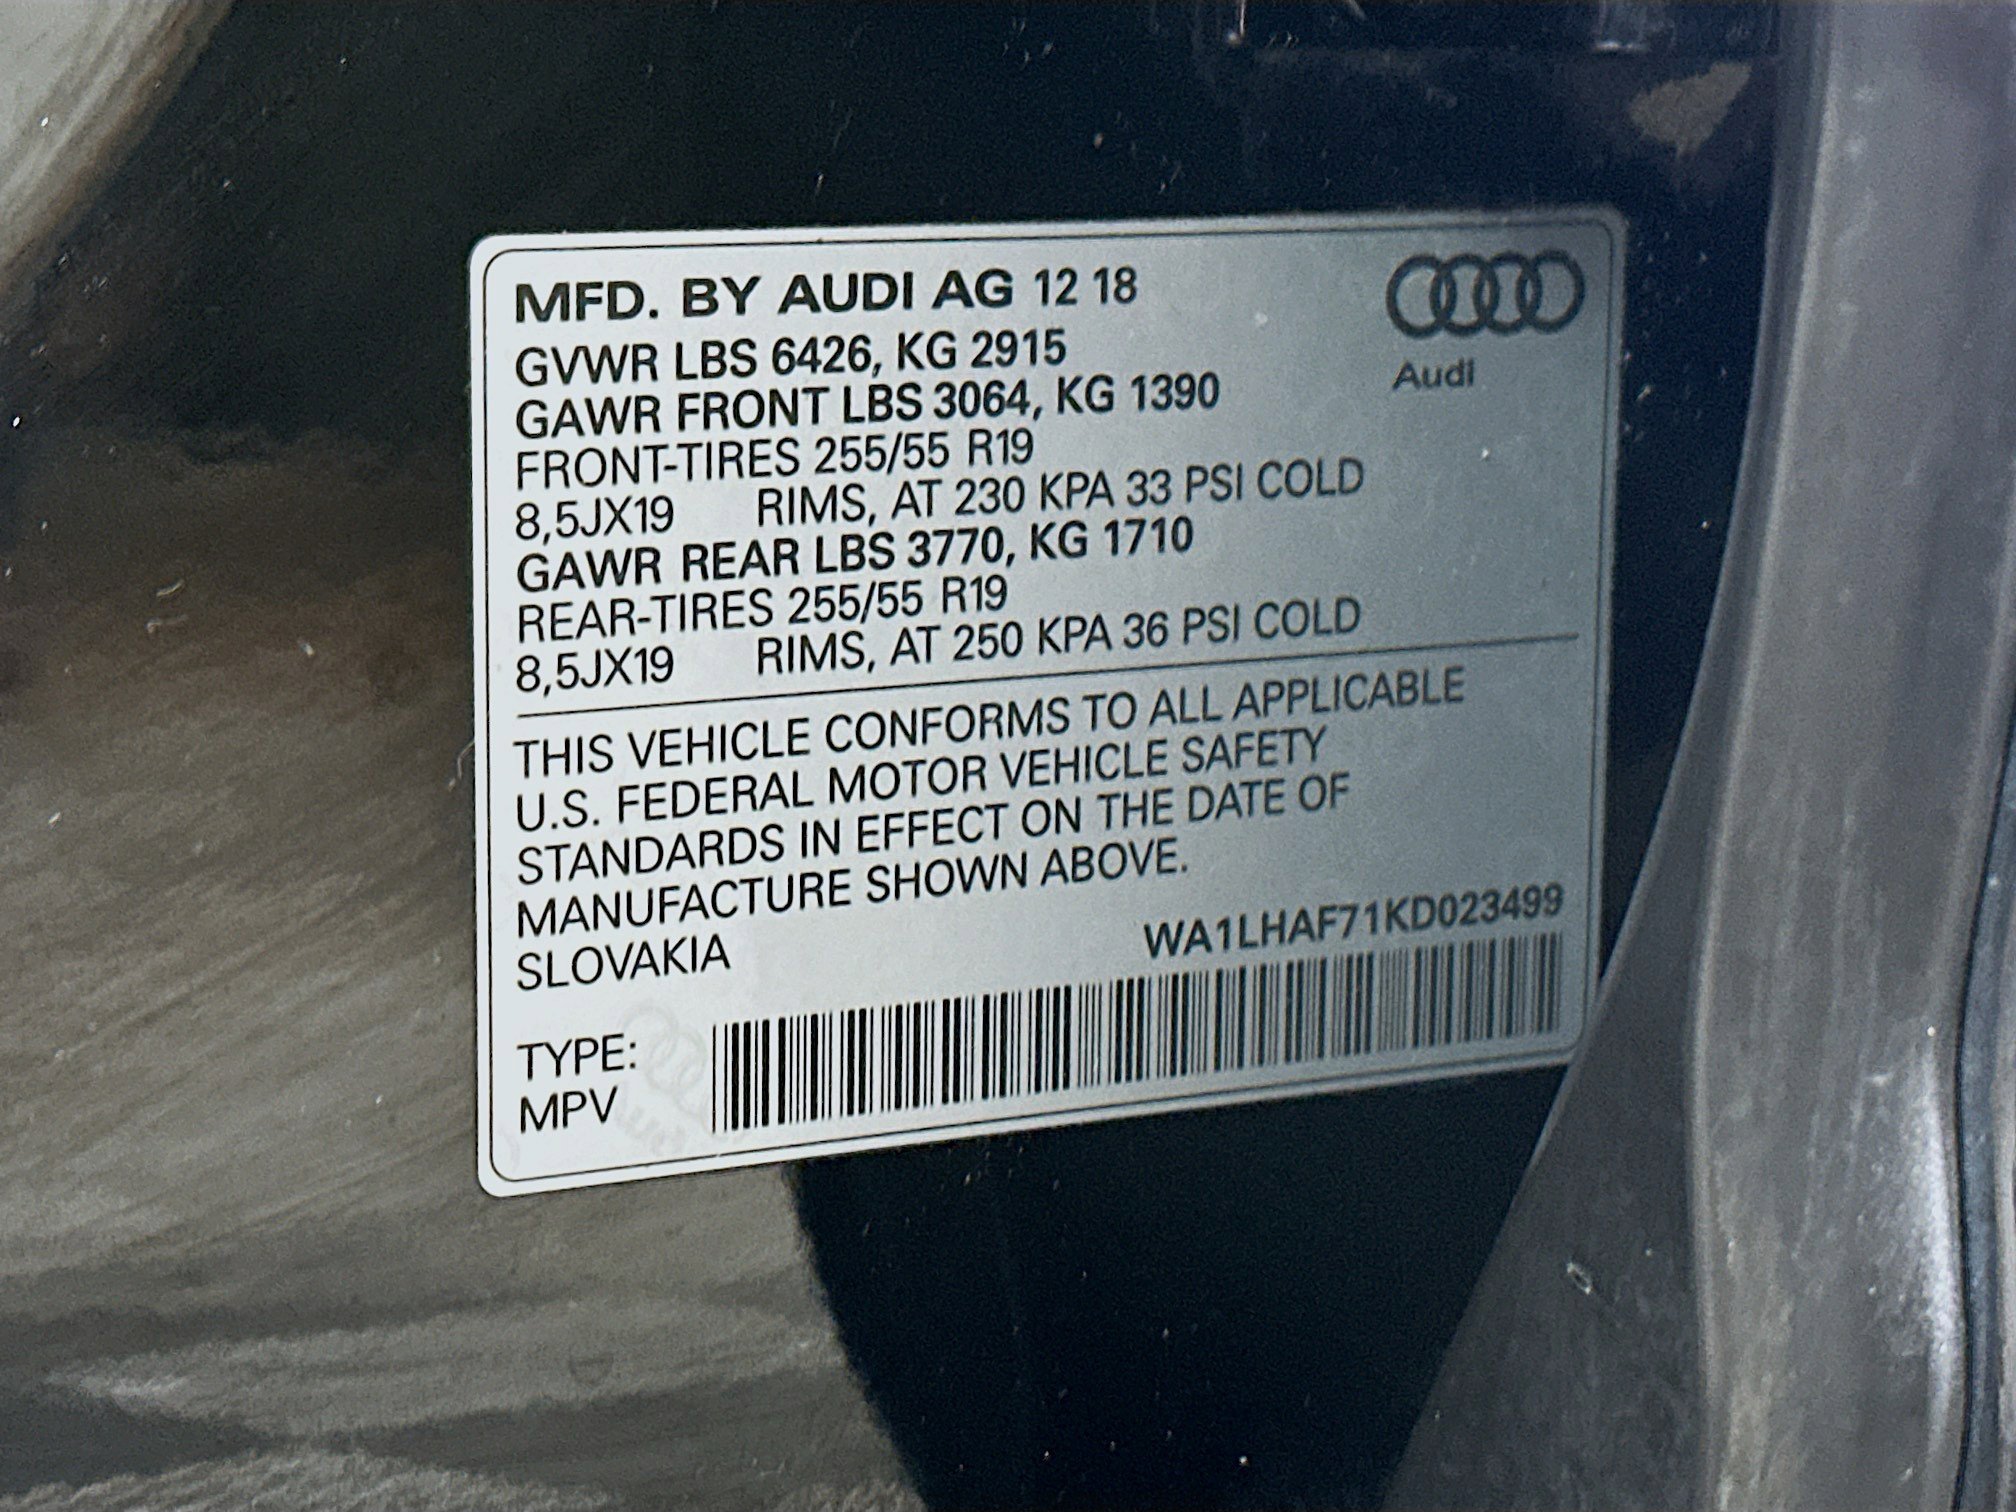 MFD. BY AUDI AG 12 18
Audi
GVWR LBS 6426, KG 2915
GAWR FRONT LBS 3064, KG 1390
FRONT-TIRES 255/55 R19
8,5JX19 RIMS, AT 230 KPA 33 PSI COLD
GAWR REAR LBS 3770, KG 1710
REAR-TIRES 255/55 R19
8,5JX19 RIMS, AT 250 KPA 36 PSI COLD
THIS VEHICLE CONFORMS TO ALL APPLICABLE
U.S. FEDERAL MOTOR VEHICLE SAFETY
STANDARDS IN EFFECT ON THE DATE OF
MANUFACTURE SHOWN ABOVE.
SLOVAKIA WA1LHAF71KD023499
TYPE:
MPV